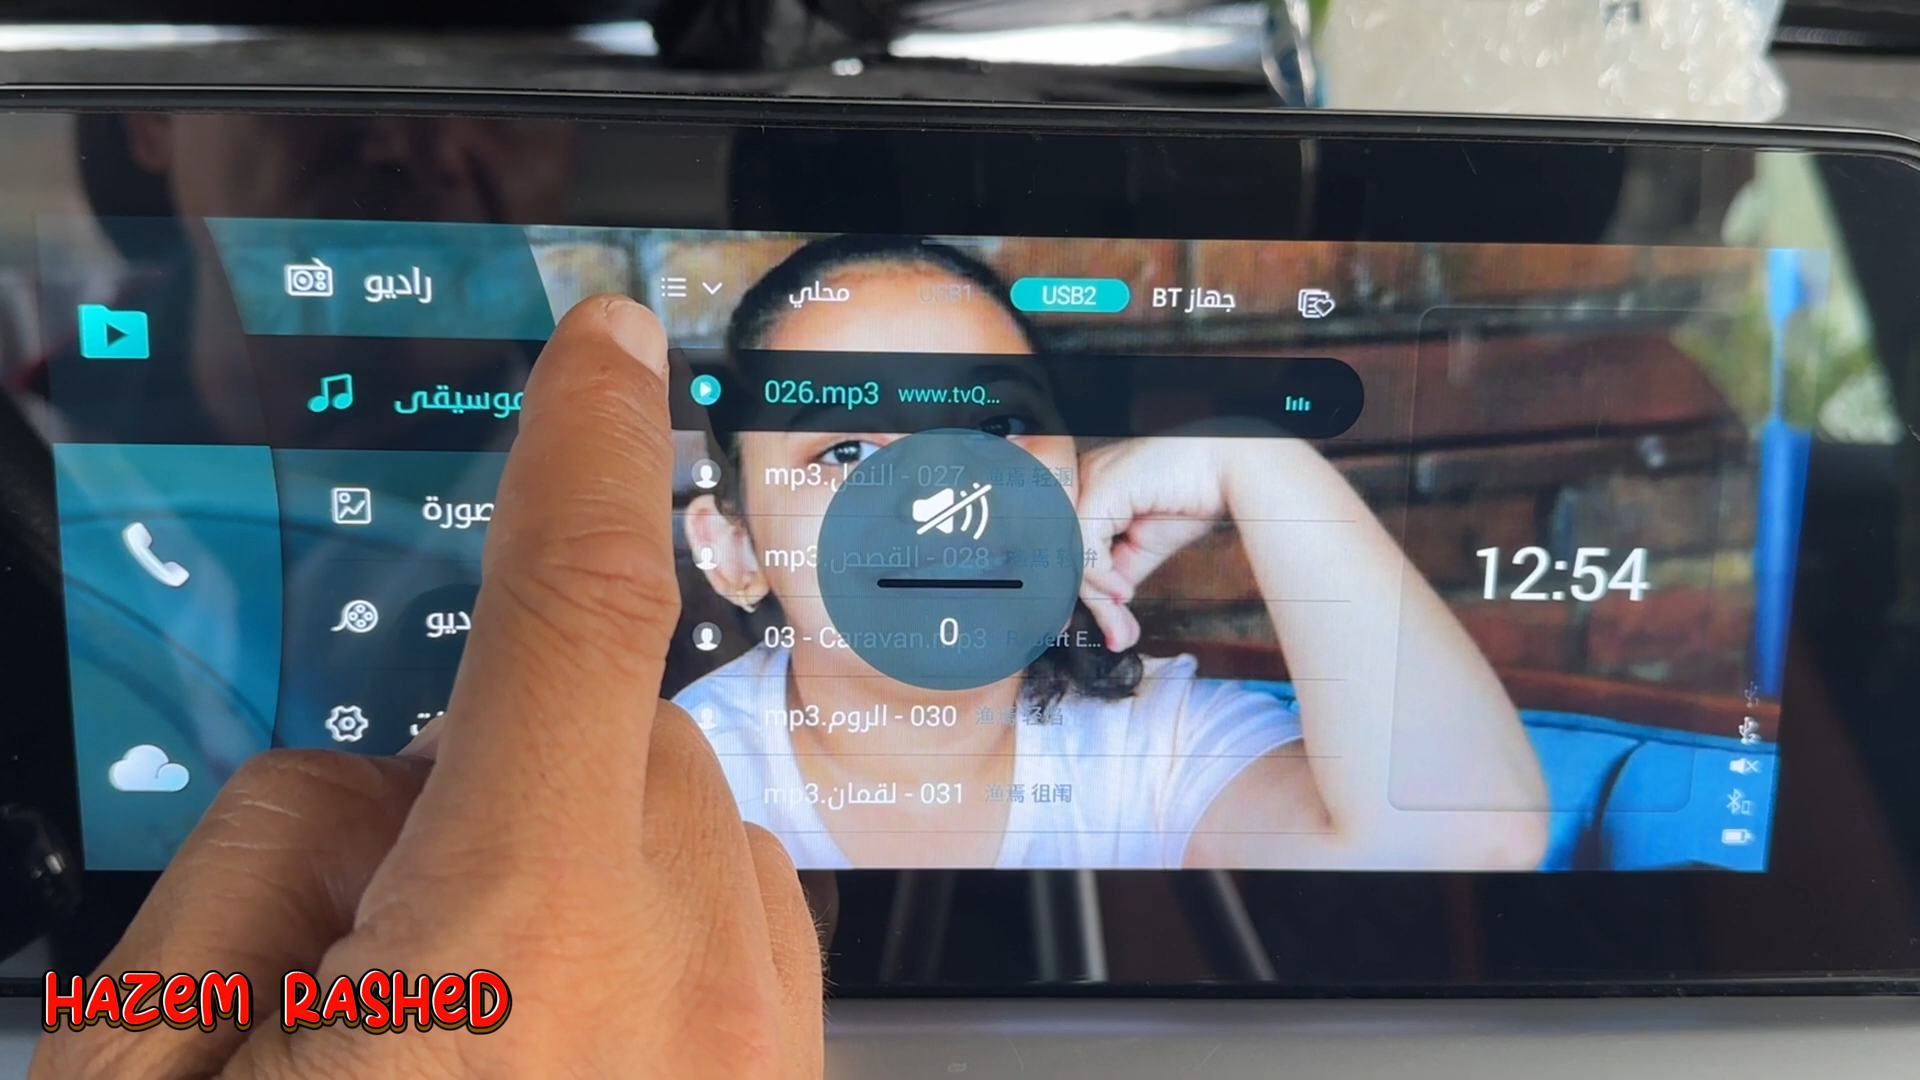 راديو
موسيقى
صورة
محلي
USB1
USB2
جهاز BT
026.mp3 www.tvQ...
027 - النمل.mp3
028 - القصص.mp3
03 - Caravan.mp3
030 - الروم.mp3
031 - لقمان.mp3
0
12:54
HAZEM RASHED